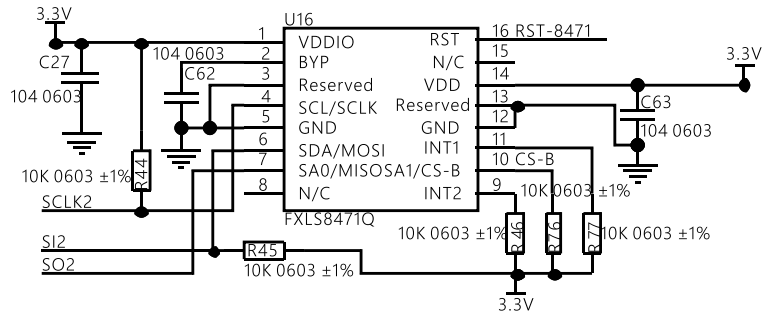 3.3V
U16
1 VDDIO
RST 16 RST-8471
104 0603
2 BYP
N/C 15
3.3V
C27
C62
3 Reserved
VDD 14
104 0603
4 SCL/SCLK
Reserved 13
C63
5 GND
GND 12
104 0603
6 SDA/MOSI
INT1 11
10K 0603 ±1%
R44
7 SA0/MISO
SA1/CS-B 10 CS-B
8 N/C
INT2 9
10K 0603 ±1%
SCLK2
FXLS8471Q
10K 0603 ±1%
R46
R76
R77
10K 0603 ±1%
SI2
R45
SO2
10K 0603 ±1%
3.3V